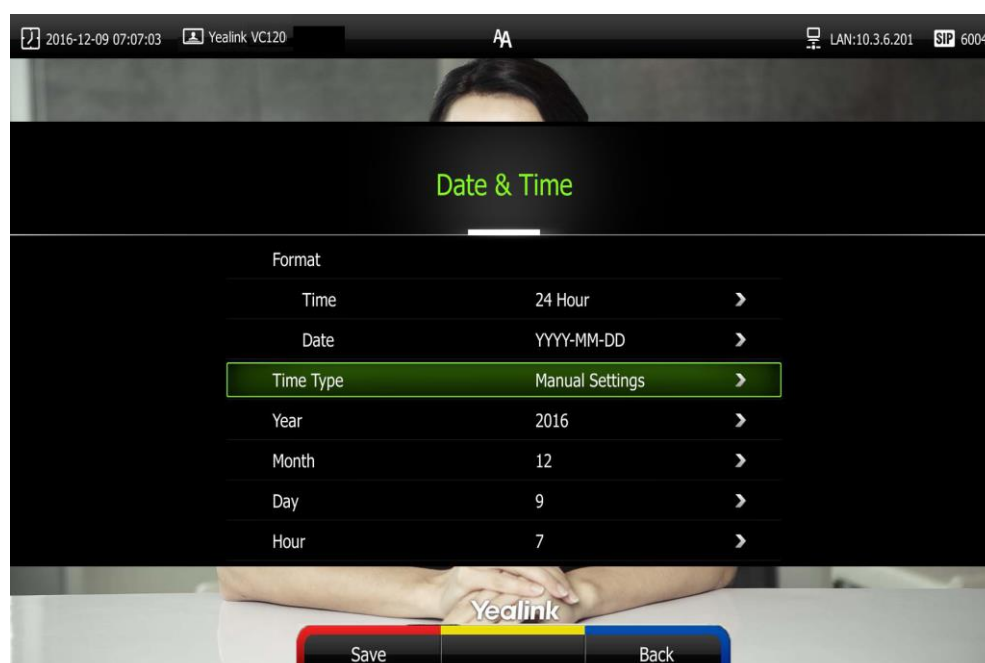 2016-12-09 07:07:03 Yealink VC120 AA LAN:10.3.6.201 SIP 6004
Date & Time
Format
Time 24 Hour
Date YYYY-MM-DD
Time Type Manual Settings
Year 2016
Month 12
Day 9
Hour 7
Yealink
Save Back